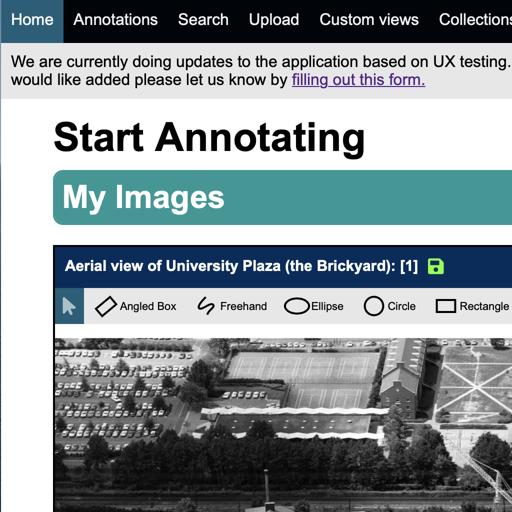 Home Annotations Search Upload Custom views Collections
We are currently doing updates to the application based on UX testing.
would like added please let us know by filling out this form.
Start Annotating
My Images
Aerial view of University Plaza (the Brickyard): [1]
Angled Box Freehand Ellipse Circle Rectangle